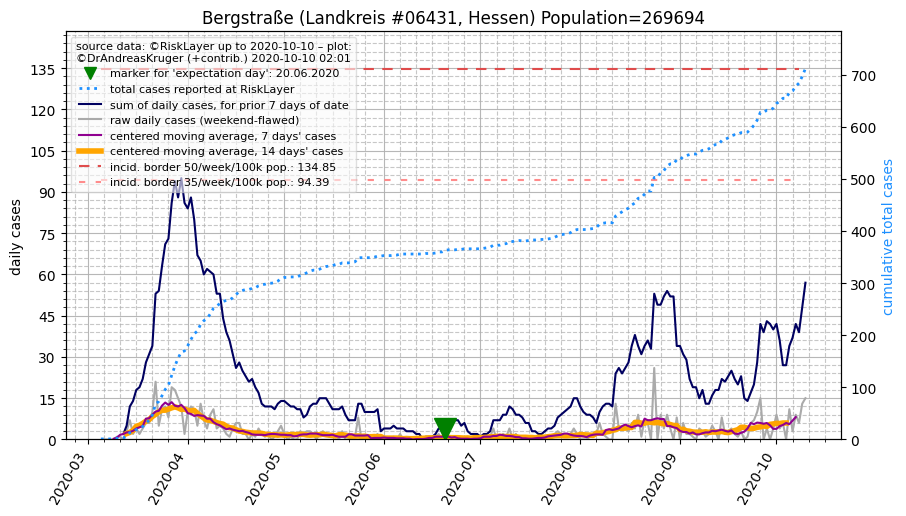 Bergstraße (Landkreis #06431, Hessen) Population=269694
source data: ©RiskLayer up to 2020-10-10 – plot:
©DrAndreasKruger (+contrib.) 2020-10-10 02:01
marker for 'expectation day': 20.06.2020
total cases reported at RiskLayer
sum of daily cases, for prior 7 days of date
raw daily cases (weekend-flawed)
centered moving average, 7 days' cases
centered moving average, 14 days' cases
incid. border 50/week/100k pop.: 134.85
incid. border 35/week/100k pop.: 94.39
daily cases
135
120
105
90
75
60
45
30
15
0
cumulative total cases
700
600
500
400
300
200
100
0
2020-03
2020-04
2020-05
2020-06
2020-07
2020-08
2020-09
2020-10